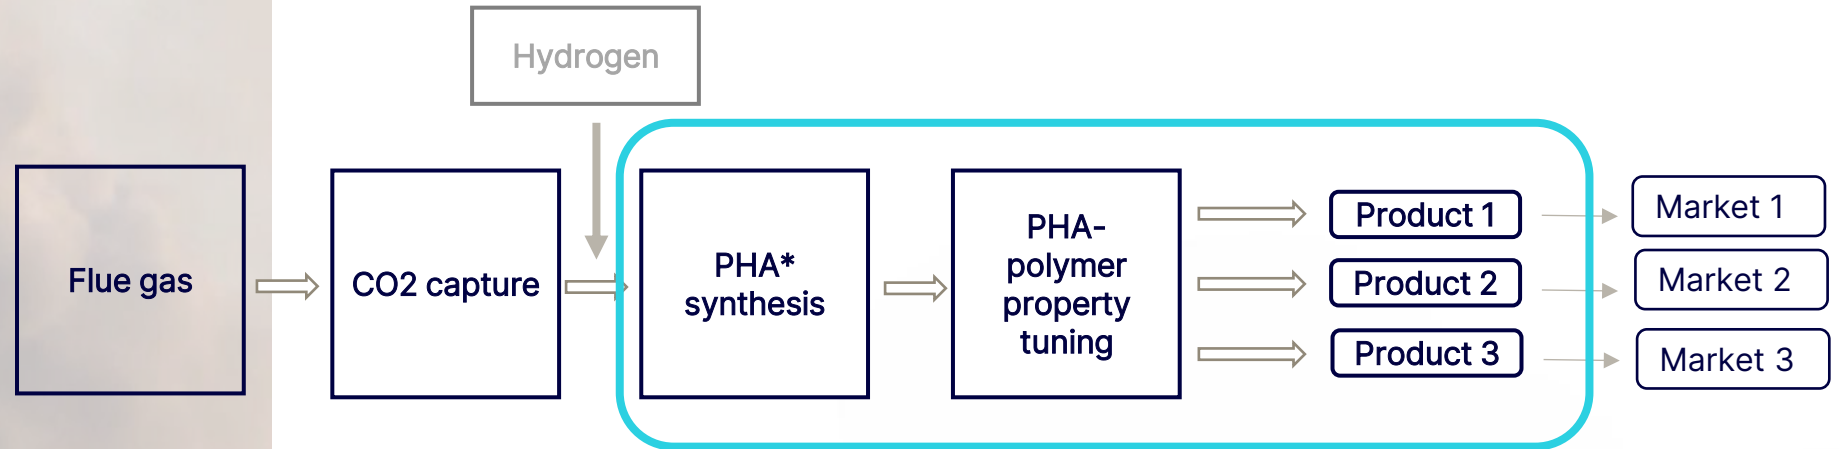 Hydrogen
Flue gas
CO2 capture
PHA*
synthesis
PHA-
polymer
property
tuning
Product 1
Product 2
Product 3
Market 1
Market 2
Market 3